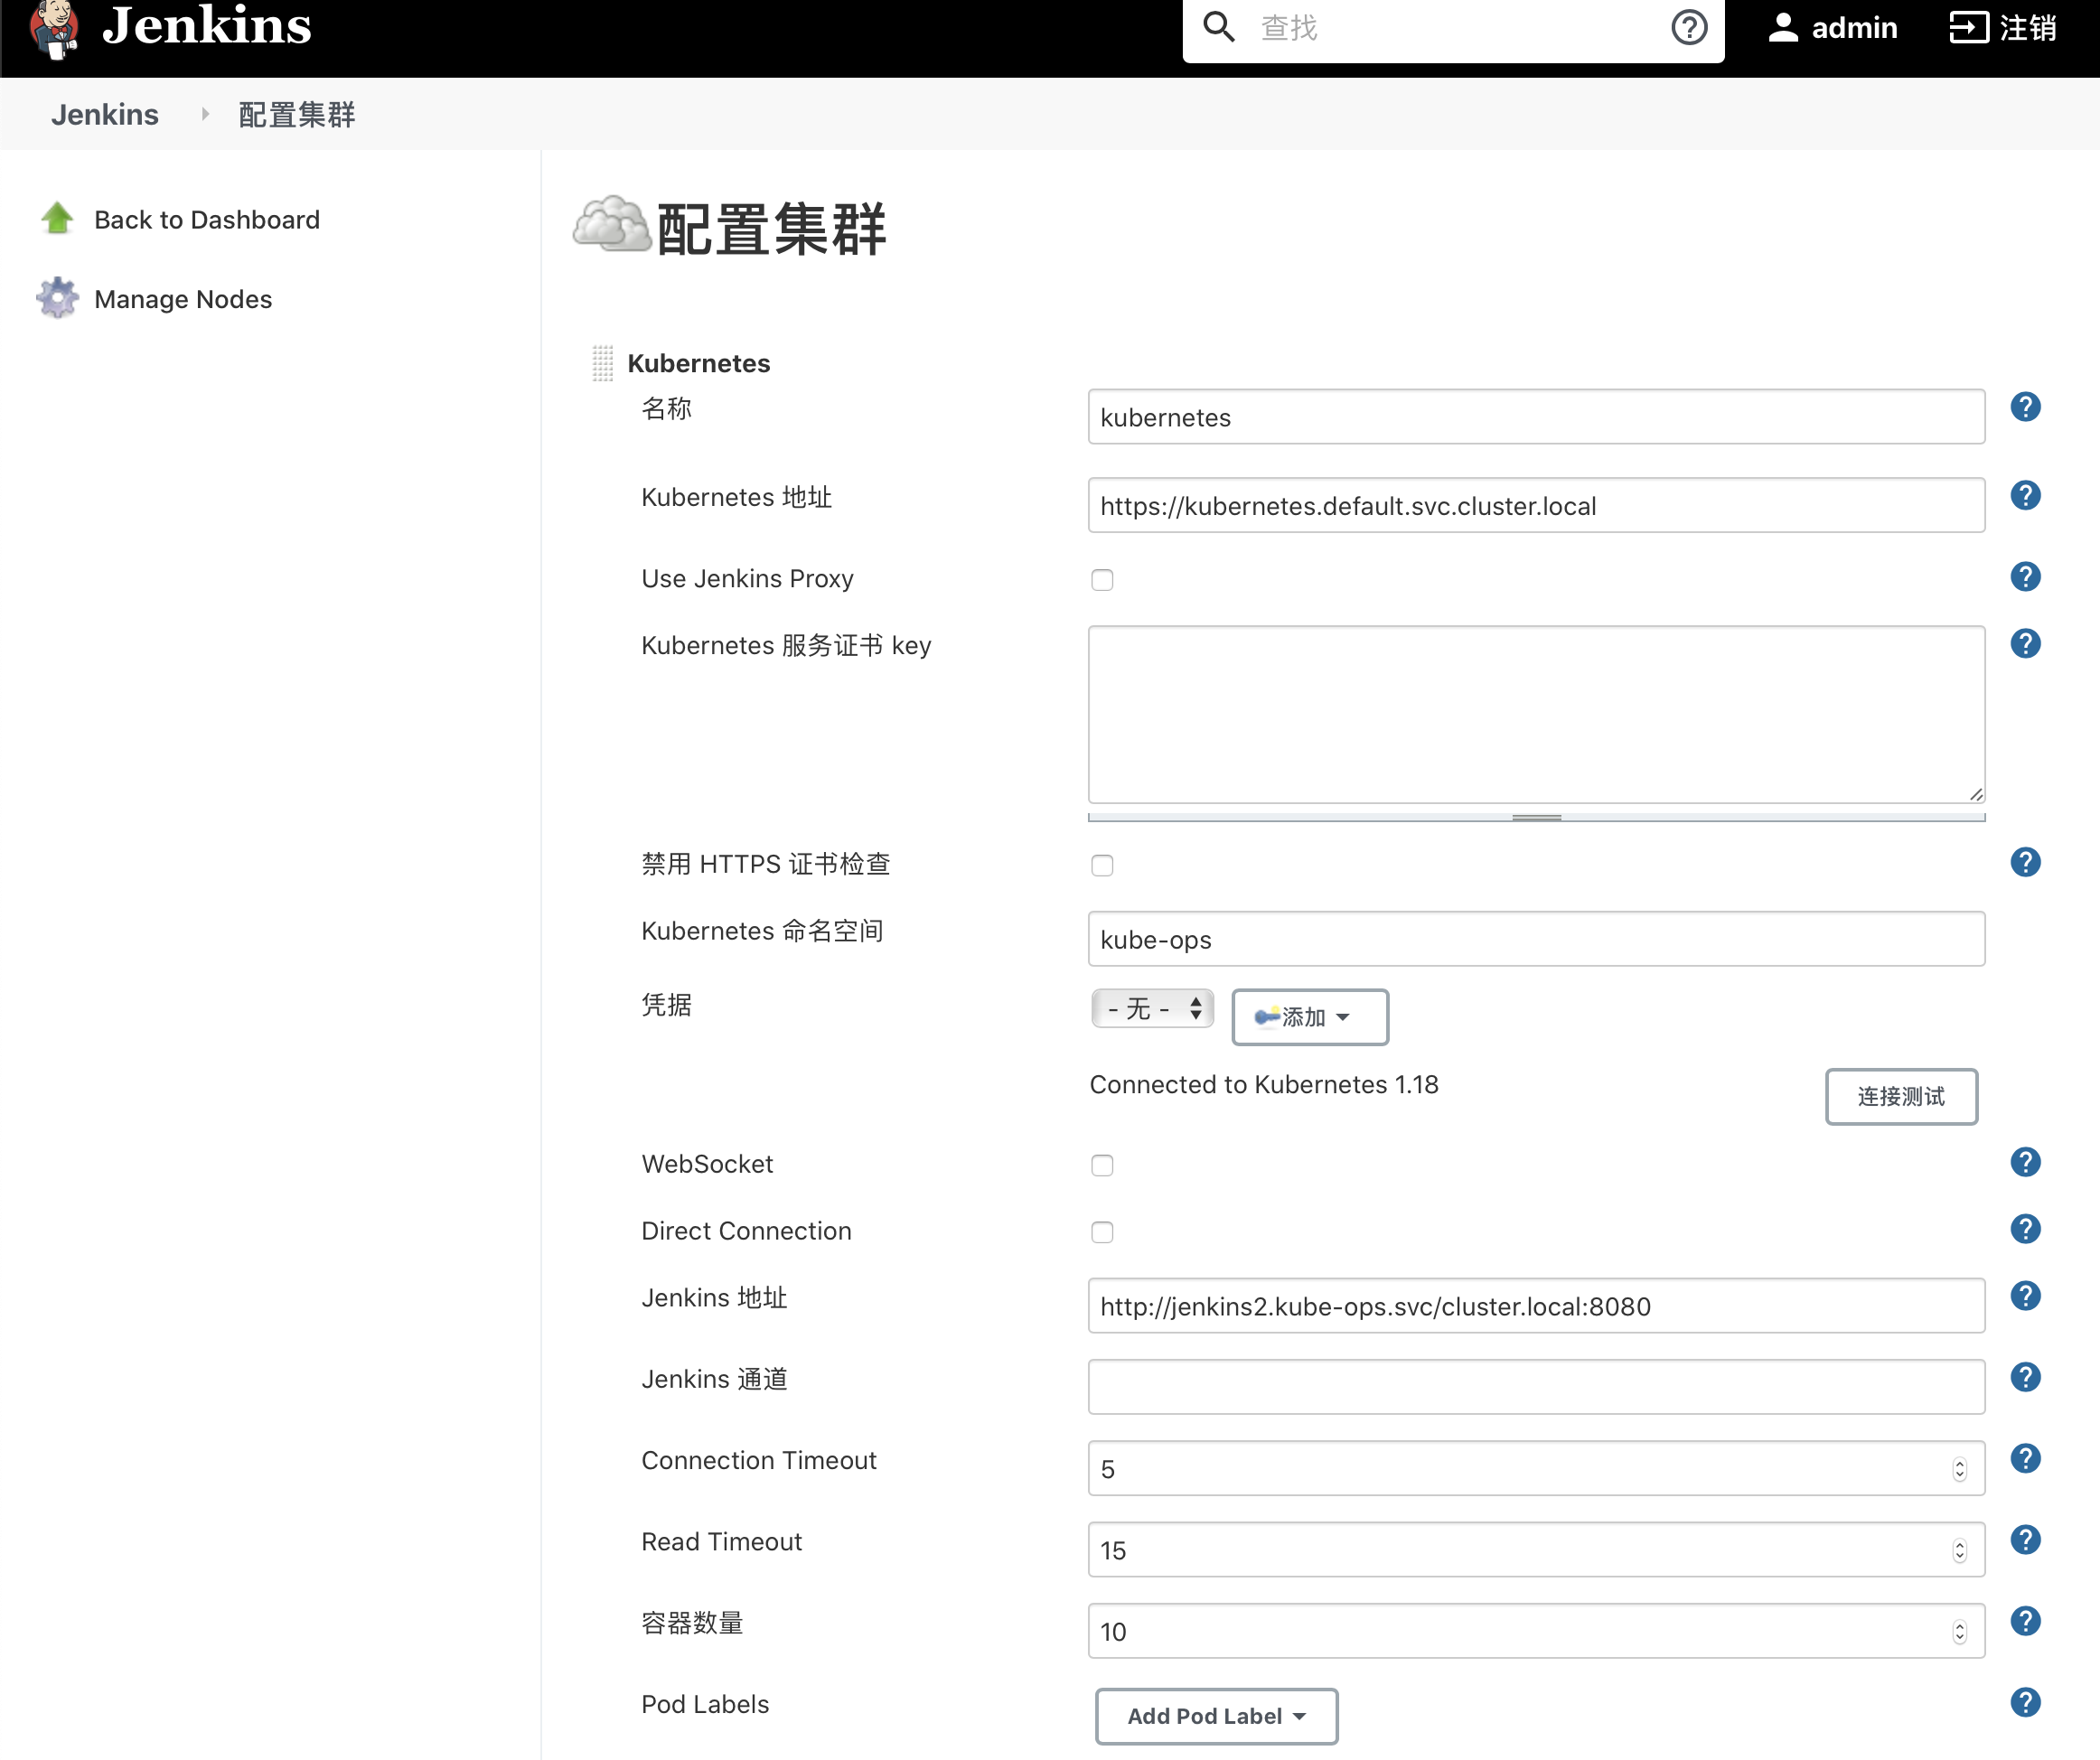 Jenkins
查找
admin
注销
Jenkins
配置集群
Back to Dashboard
Manage Nodes
配置集群
Kubernetes
名称
kubernetes
Kubernetes 地址
https://kubernetes.default.svc.cluster.local
Use Jenkins Proxy
Kubernetes 服务证书 key
禁用 HTTPS 证书检查
Kubernetes 命名空间
kube-ops
凭据
- 无 -
添加
Connected to Kubernetes 1.18
连接测试
WebSocket
Direct Connection
Jenkins 地址
http://jenkins2.kube-ops.svc/cluster.local:8080
Jenkins 通道
Connection Timeout
5
Read Timeout
15
容器数量
10
Pod Labels
Add Pod Label